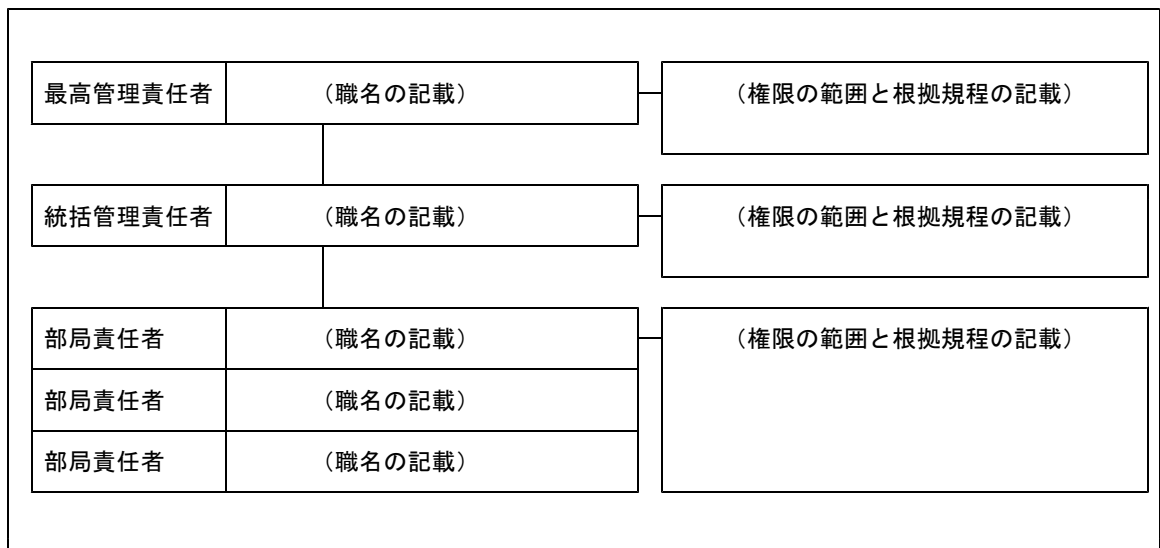 最高管理責任者 (職名の記載) (権限の範囲と根拠規程の記載)
統括管理責任者 (職名の記載) (権限の範囲と根拠規程の記載)
部局責任者 (職名の記載) (権限の範囲と根拠規程の記載)
部局責任者 (職名の記載)
部局責任者 (職名の記載)